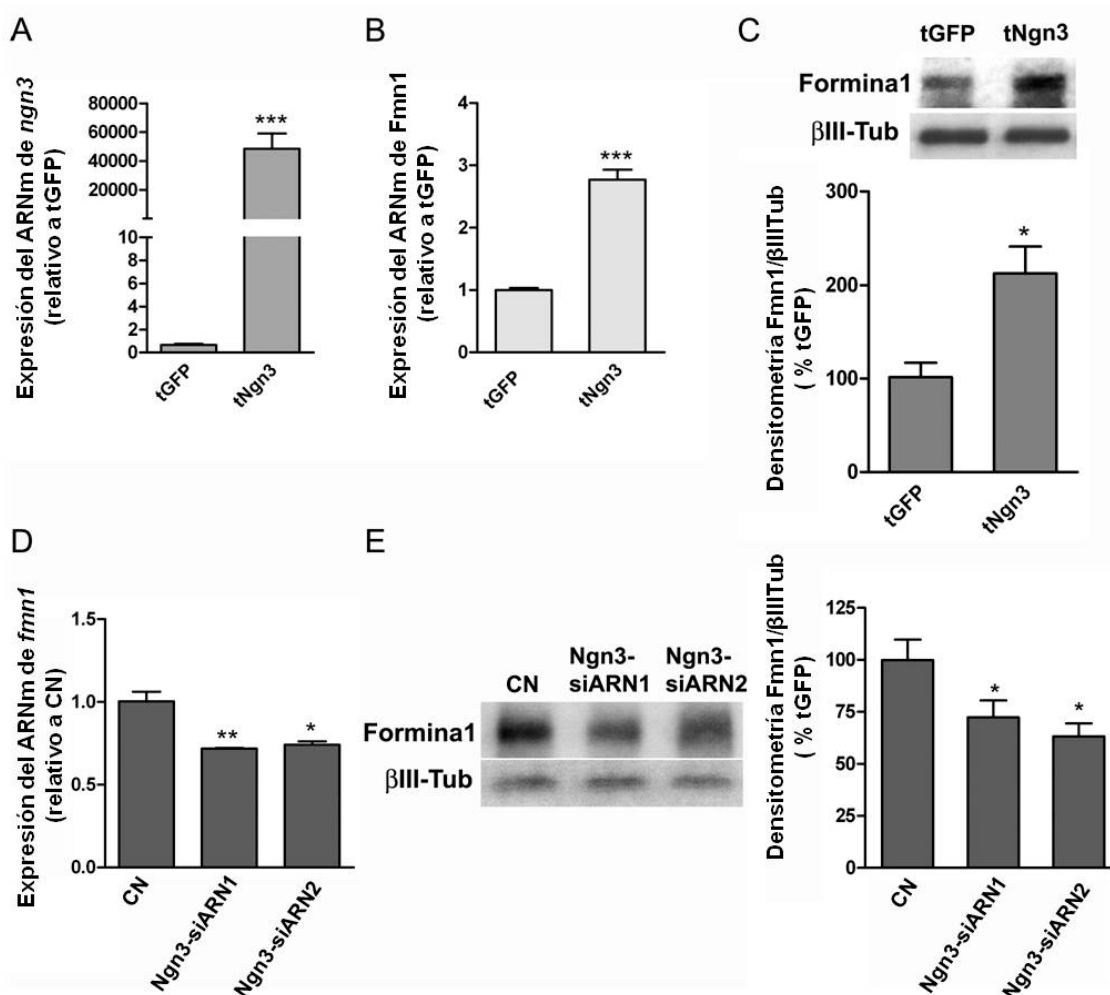 A
Expresión del ARNm de ngn3
(relativo a tGFP)
80000
60000
40000
20000
10
8
6
4
2
0
***
tGFP
tNgn3
B
Expresión del ARNm de Fmn1
(relativo a tGFP)
4
3
2
1
0
***
tGFP
tNgn3
C
tGFP tNgn3
Formina1
βIII-Tub
Densitometría Fmn1/βIIITub
( % tGFP)
300
200
100
0
*
tGFP
tNgn3
D
Expresión del ARNm de fmn1
(relativo a CN)
1.5
1.0
0.5
0.0
**
*
CN
Ngn3-siARN1
Ngn3-siARN2
E
CN
Ngn3-
siARN1
Ngn3-
siARN2
Formina1
βIII-Tub
Densitometría Fmn1/βIIITub
( % tGFP)
125
100
75
50
25
0
*
*
CN
Ngn3-siARN1
Ngn3-siARN2